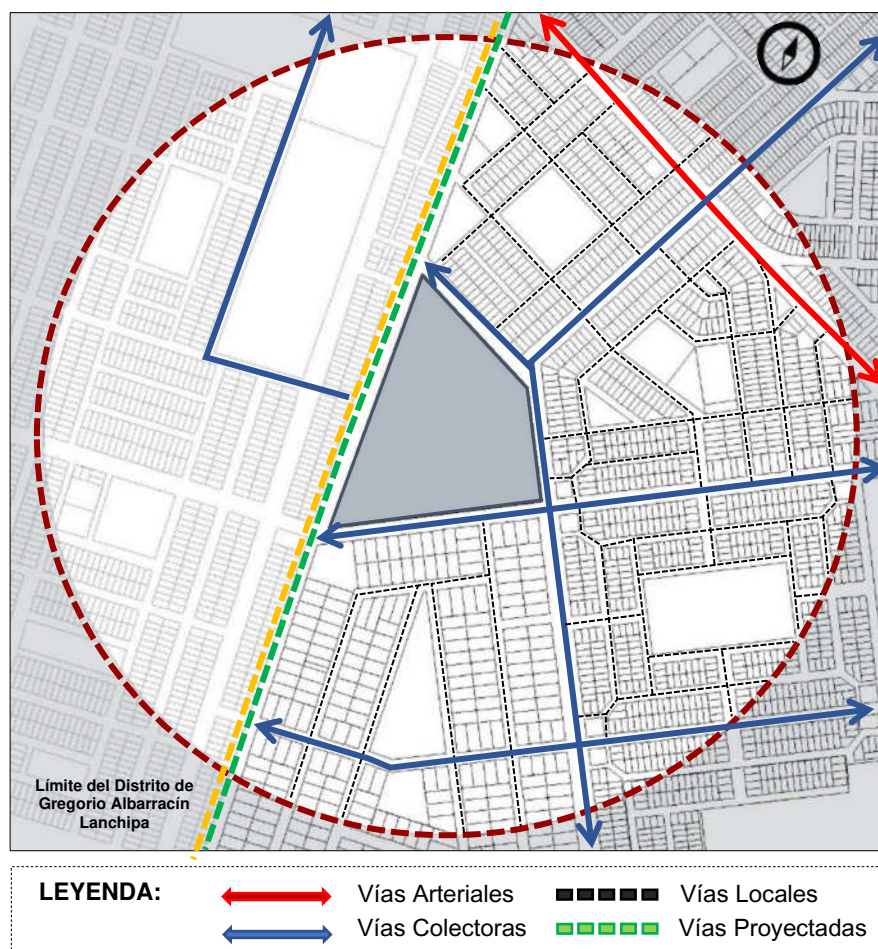 Límite del Distrito de
Gregorio Albarracín
Lanchipa
LEYENDA:
Vías Arteriales
Vías Locales
Vías Colectoras
Vías Proyectadas